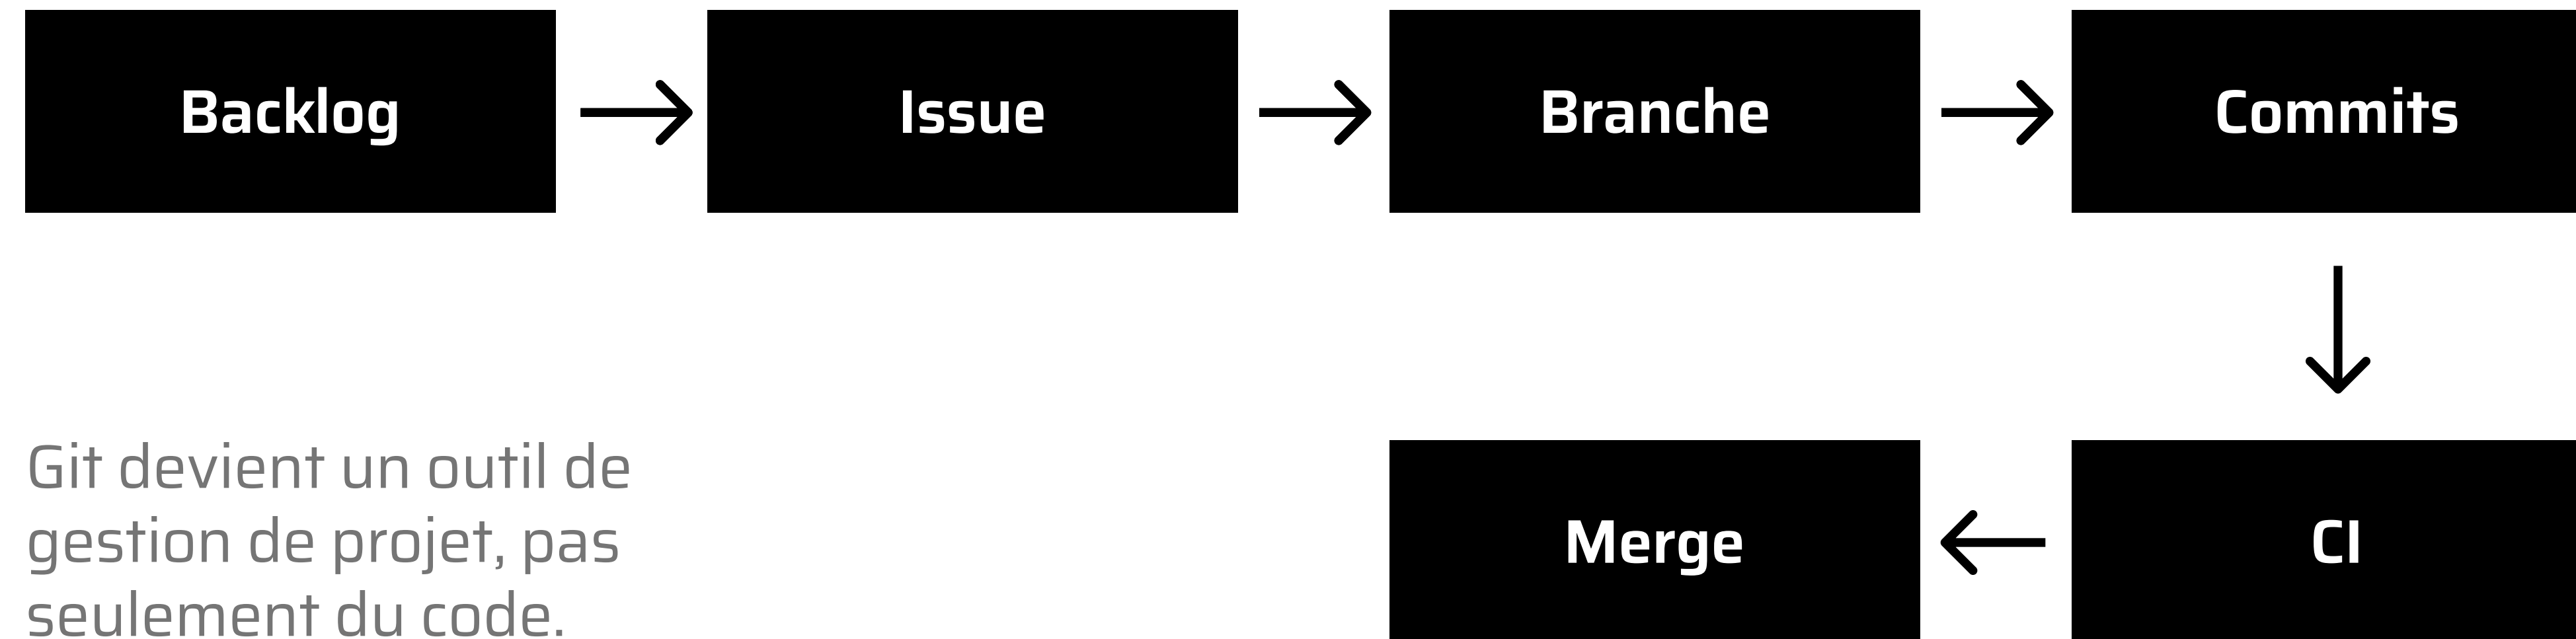 Backlog
Issue
Branche
Commits
Git devient un outil de
gestion de projet, pas
seulement du code.
Merge
CI